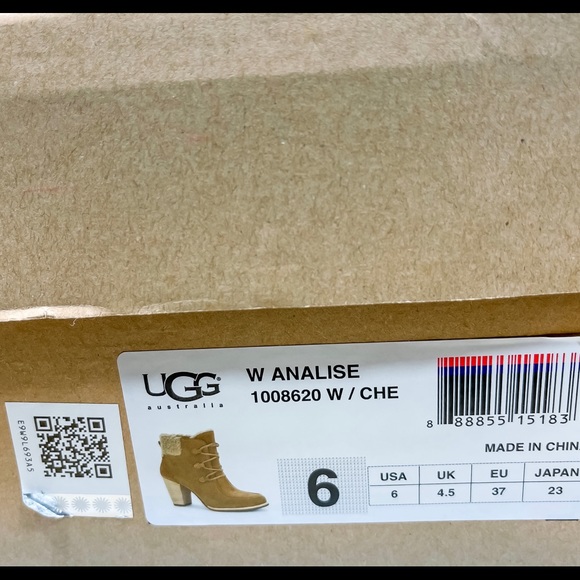 UGG
australia
W ANALISE
1008620 W / CHE
8 88855 15183
MADE IN CHINA
6
USA UK EU JAPAN
6 4.5 37 23
E9W9L693A5